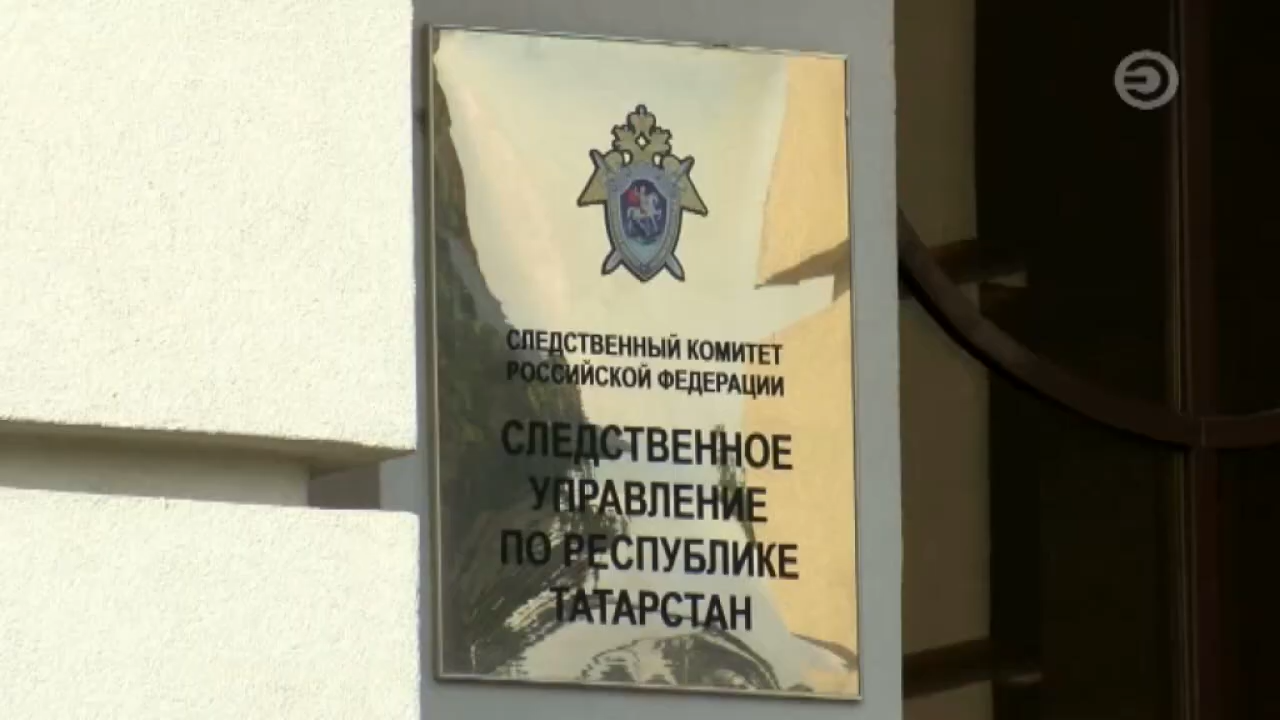 СЛЕДСТВЕННЫЙ КОМИТЕТ
РОССИЙСКОЙ ФЕДЕРАЦИИ
СЛЕДСТВЕННОЕ
УПРАВЛЕНИЕ
ПО РЕСПУБЛИКЕ
ТАТАРСТАН